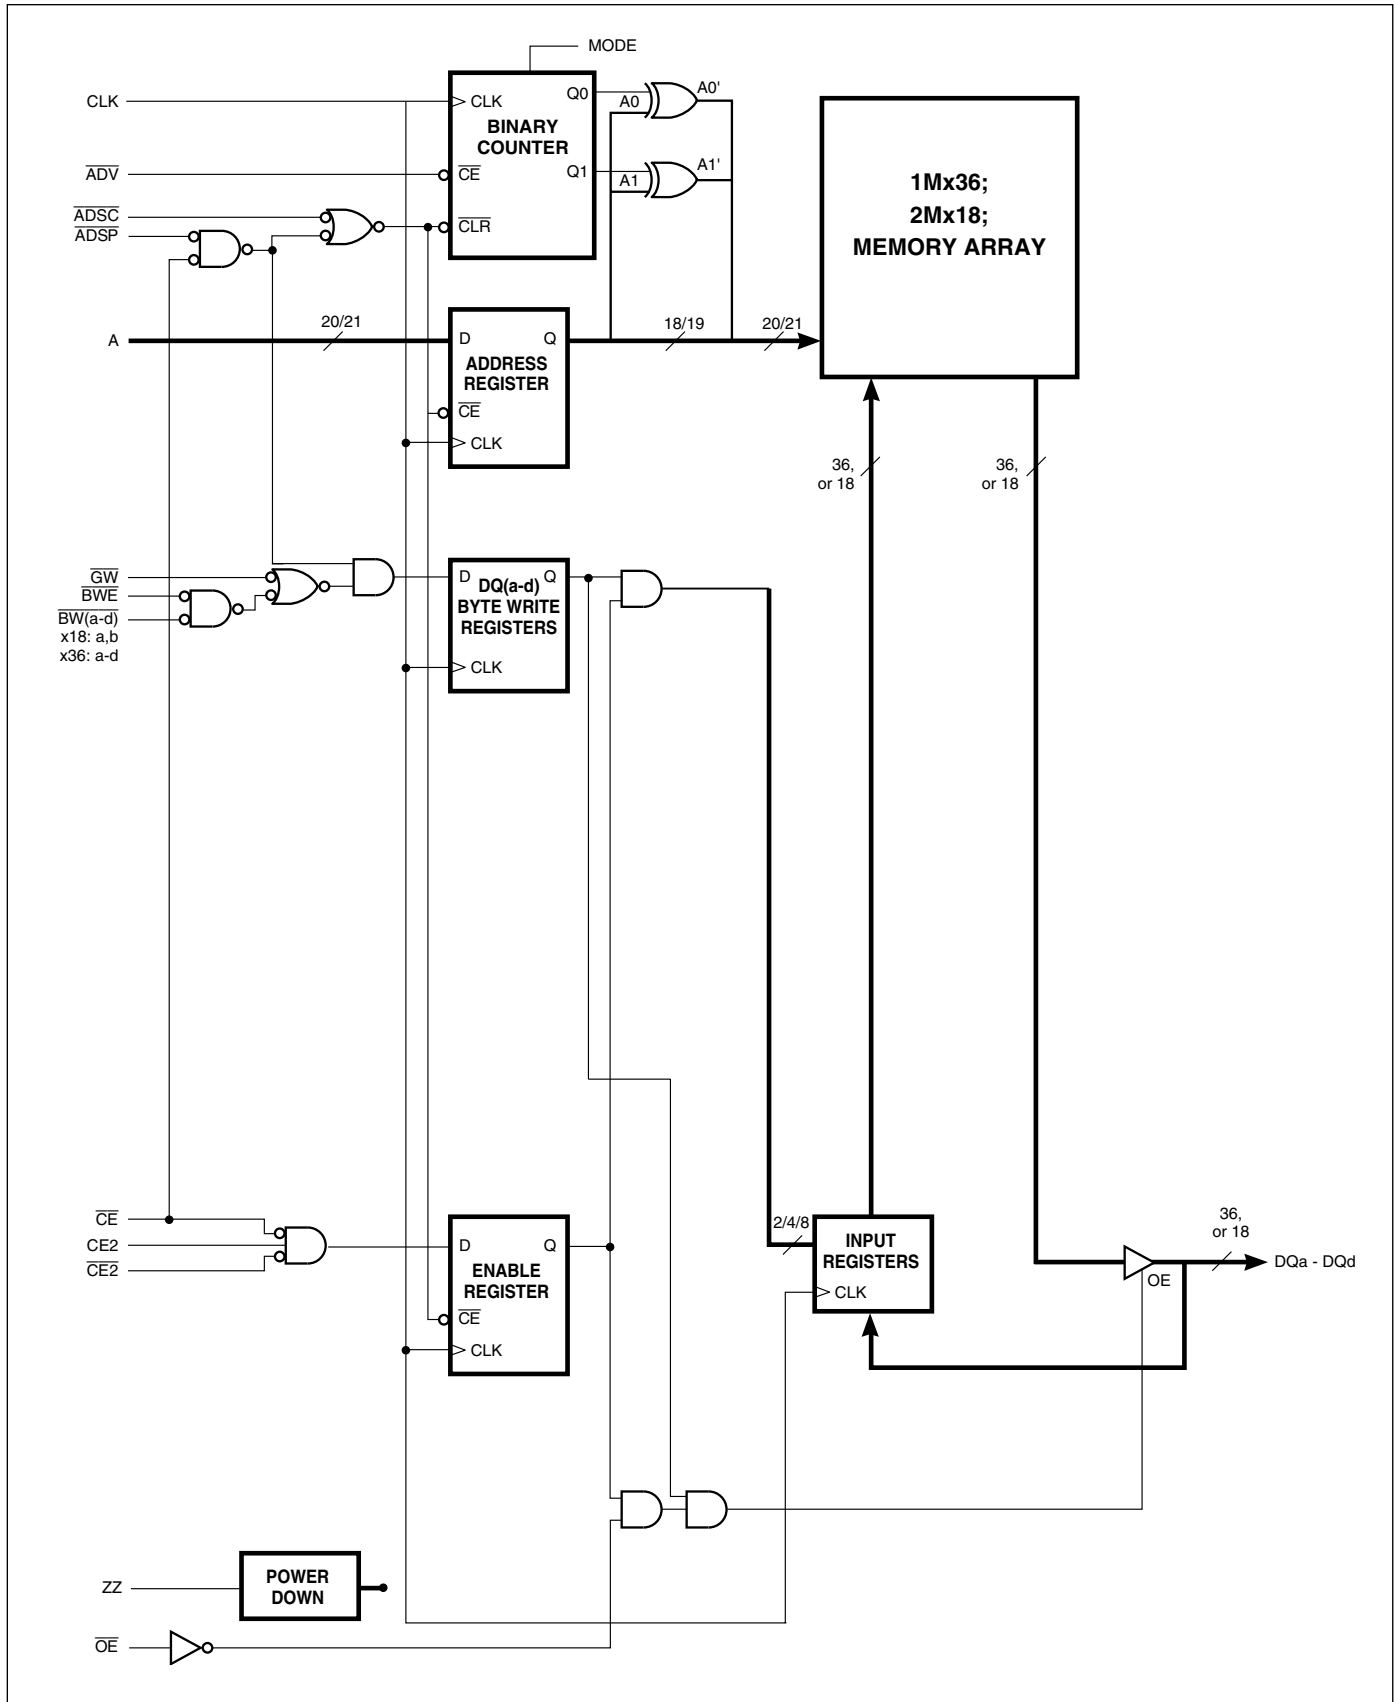 MODE
CLK
CLK
Q0
A0
A0'
BINARY
COUNTER
ADV
CE
Q1
A1
A1'
1Mx36;
2Mx18;
MEMORY ARRAY
ADSC
ADSP
CLR
A
20/21
D
Q
18/19
20/21
ADDRESS
REGISTER
CE
CLK
36,
or 18
36,
or 18
GW
BWE
BW(a-d)
x18: a,b
x36: a-d
D
Q
DQ(a-d)
BYTE WRITE
REGISTERS
CLK
CE
CE2
CE2
D
Q
ENABLE
REGISTER
CE
CLK
2/4/8
INPUT
REGISTERS
CLK
36,
or 18
OE
DQa - DQd
ZZ
POWER
DOWN
OE